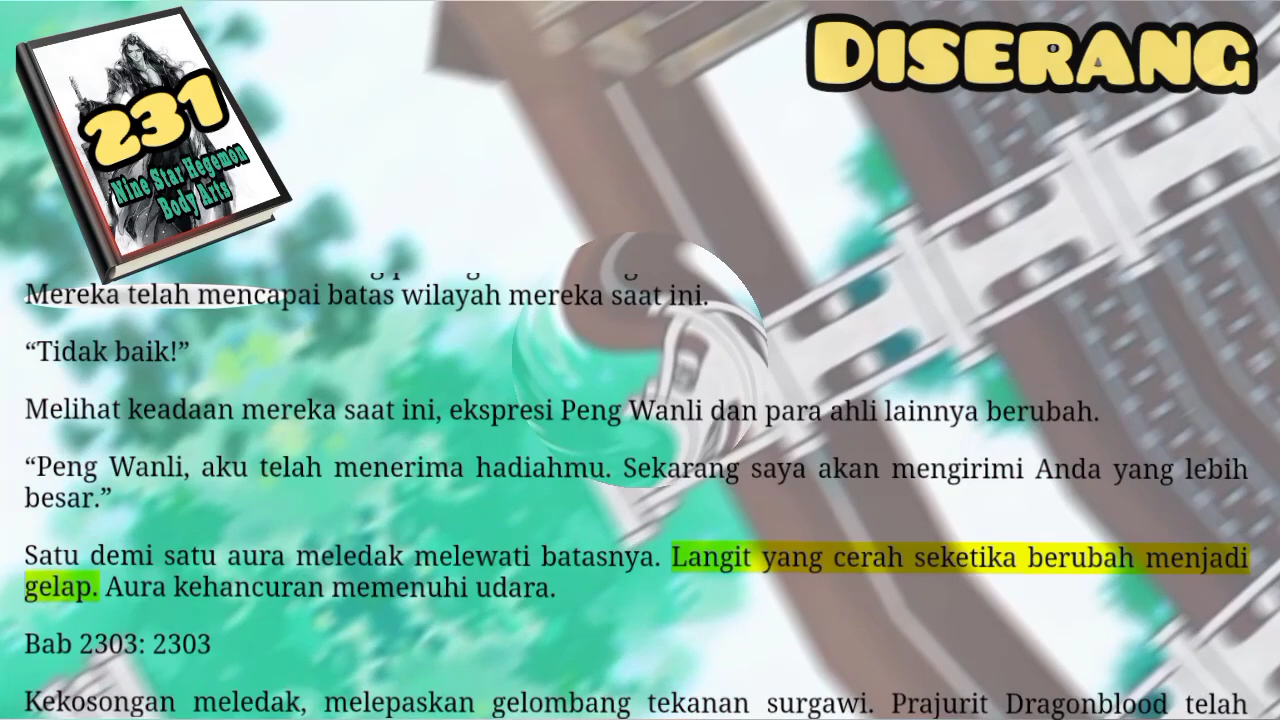 DISERANG
231
Nine Star Hegemon
Body Arts
Mereka telah mencapai batas wilayah mereka saat ini.
“Tidak baik!”
Melihat keadaan mereka saat ini, ekspresi Peng Wanli dan para ahli lainnya berubah.
“Peng Wanli, aku telah menerima hadiahmu. Sekarang saya akan mengirimi Anda yang lebih
besar.”
Satu demi satu aura meledak melewati batasnya. Langit yang cerah seketika berubah menjadi
gelap. Aura kehancuran memenuhi udara.
Bab 2303: 2303
Kekosongan meledak, melepaskan gelombang tekanan surgawi. Prajurit Dragonblood telah